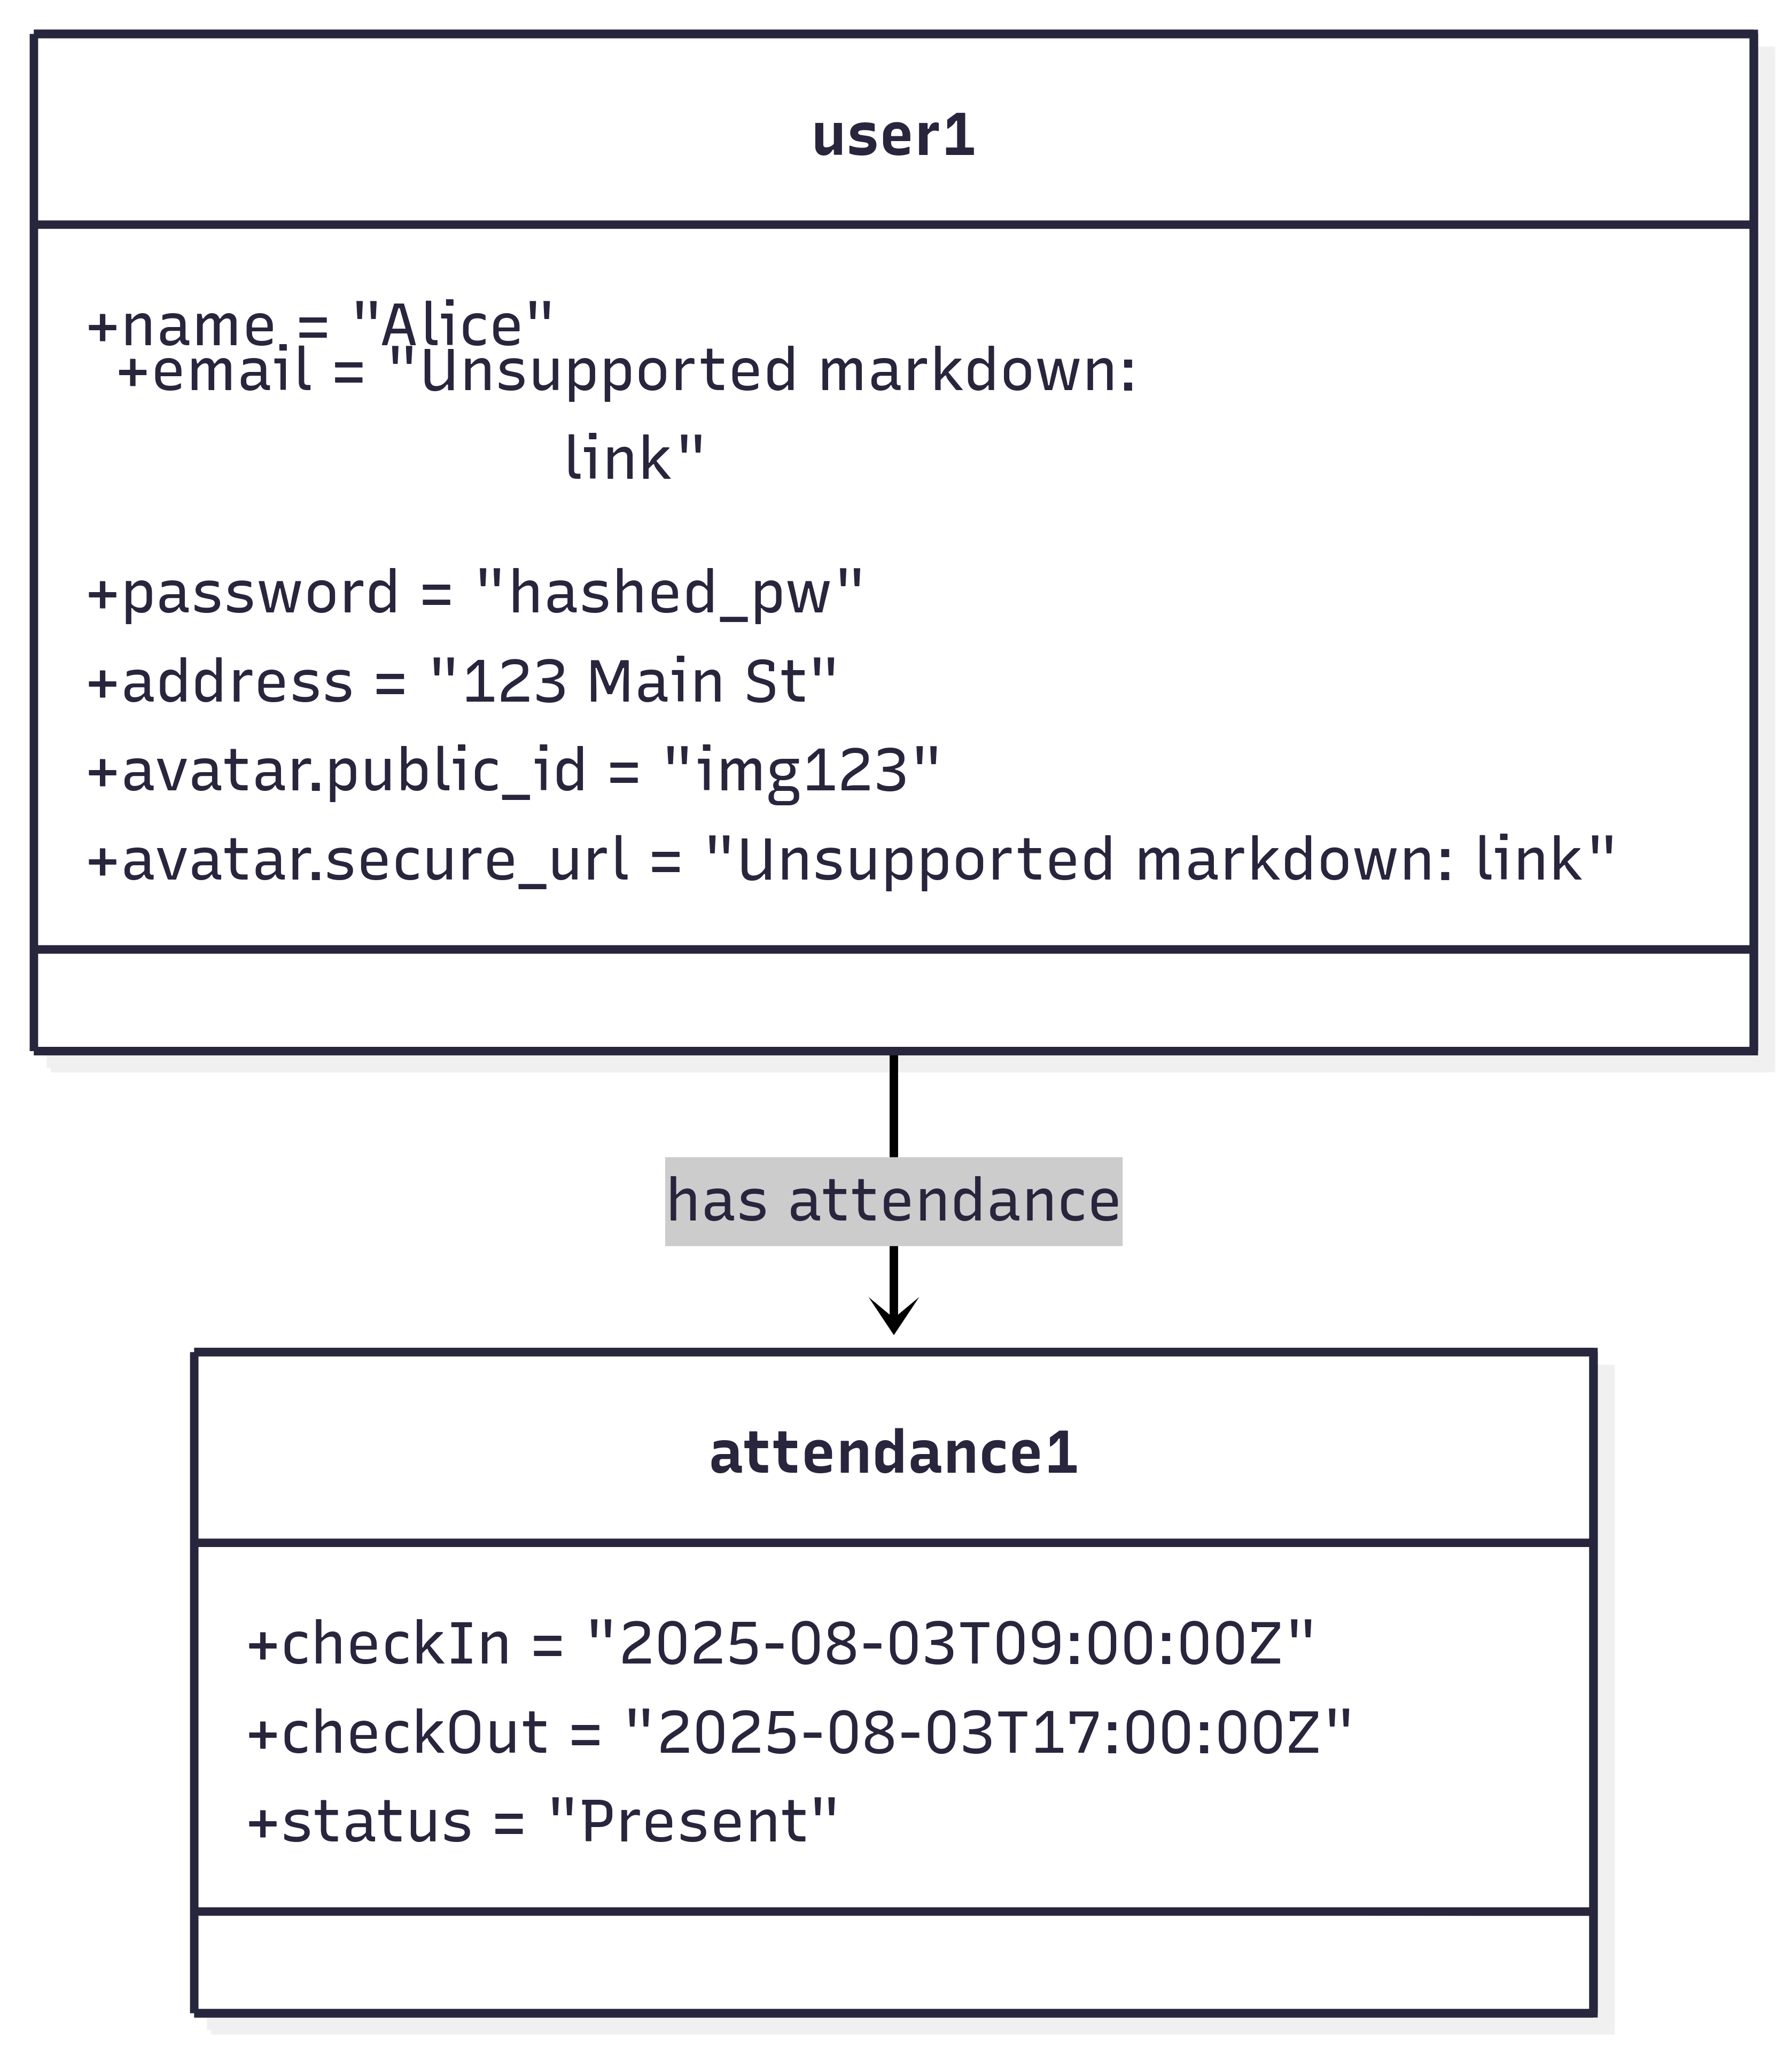 user1
+name = "Alice"
+email = "Unsupported markdown:
link"
+password = "hashed_pw"
+address = "123 Main St"
+avatar.public_id = "img123"
+avatar.secure_url = "Unsupported markdown: link"
has attendance
attendance1
+checkIn = "2025-08-03T09:00:00Z"
+checkOut = "2025-08-03T17:00:00Z"
+status = "Present"